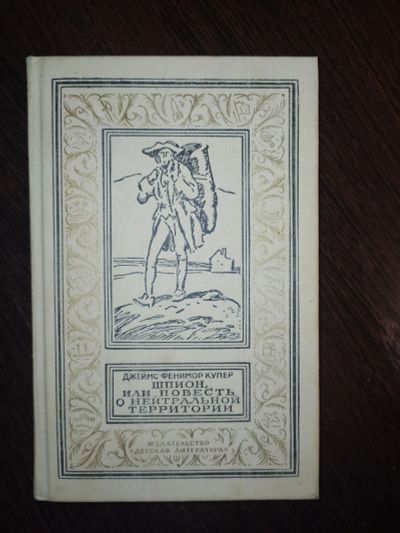 ДЖЕЙМС ФЕНИМОР КУПЕР
ШПИОН,
ИЛИ ПОВЕСТЬ
О НЕЙТРАЛЬНОЙ
ТЕРРИТОРИИ
ИЗДАТЕЛЬСТВО
«ДЕТСКАЯ ЛИТЕРАТУРА»